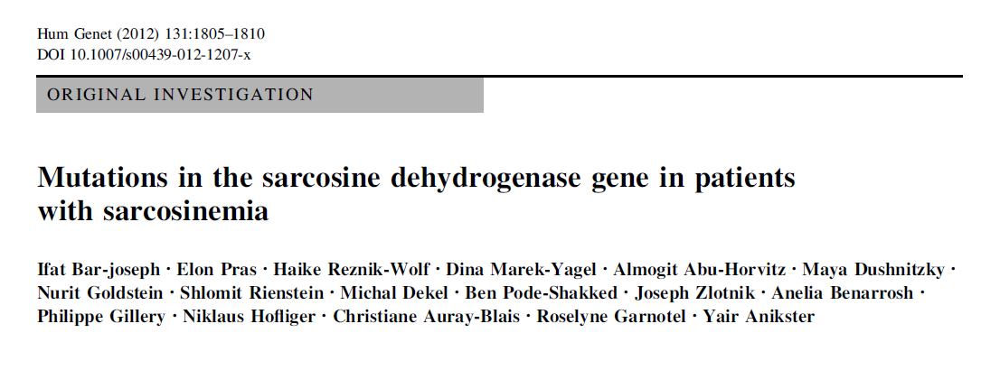 Hum Genet (2012) 131:1805–1810
DOI 10.1007/s00439-012-1207-x
ORIGINAL INVESTIGATION
Mutations in the sarcosine dehydrogenase gene in patients
with sarcosinemia
Ifat Bar-joseph · Elon Pras · Haike Reznik-Wolf · Dina Marek-Yagel · Almogit Abu-Horvitz · Maya Dushnitzky ·
Nurit Goldstein · Shlomit Rienstein · Michal Dekel · Ben Pode-Shakked · Joseph Zlotnik · Anelia Benarrosh ·
Philippe Gillery · Niklaus Hofliger · Christiane Auray-Blais · Roselyne Garnotel · Yair Anikster